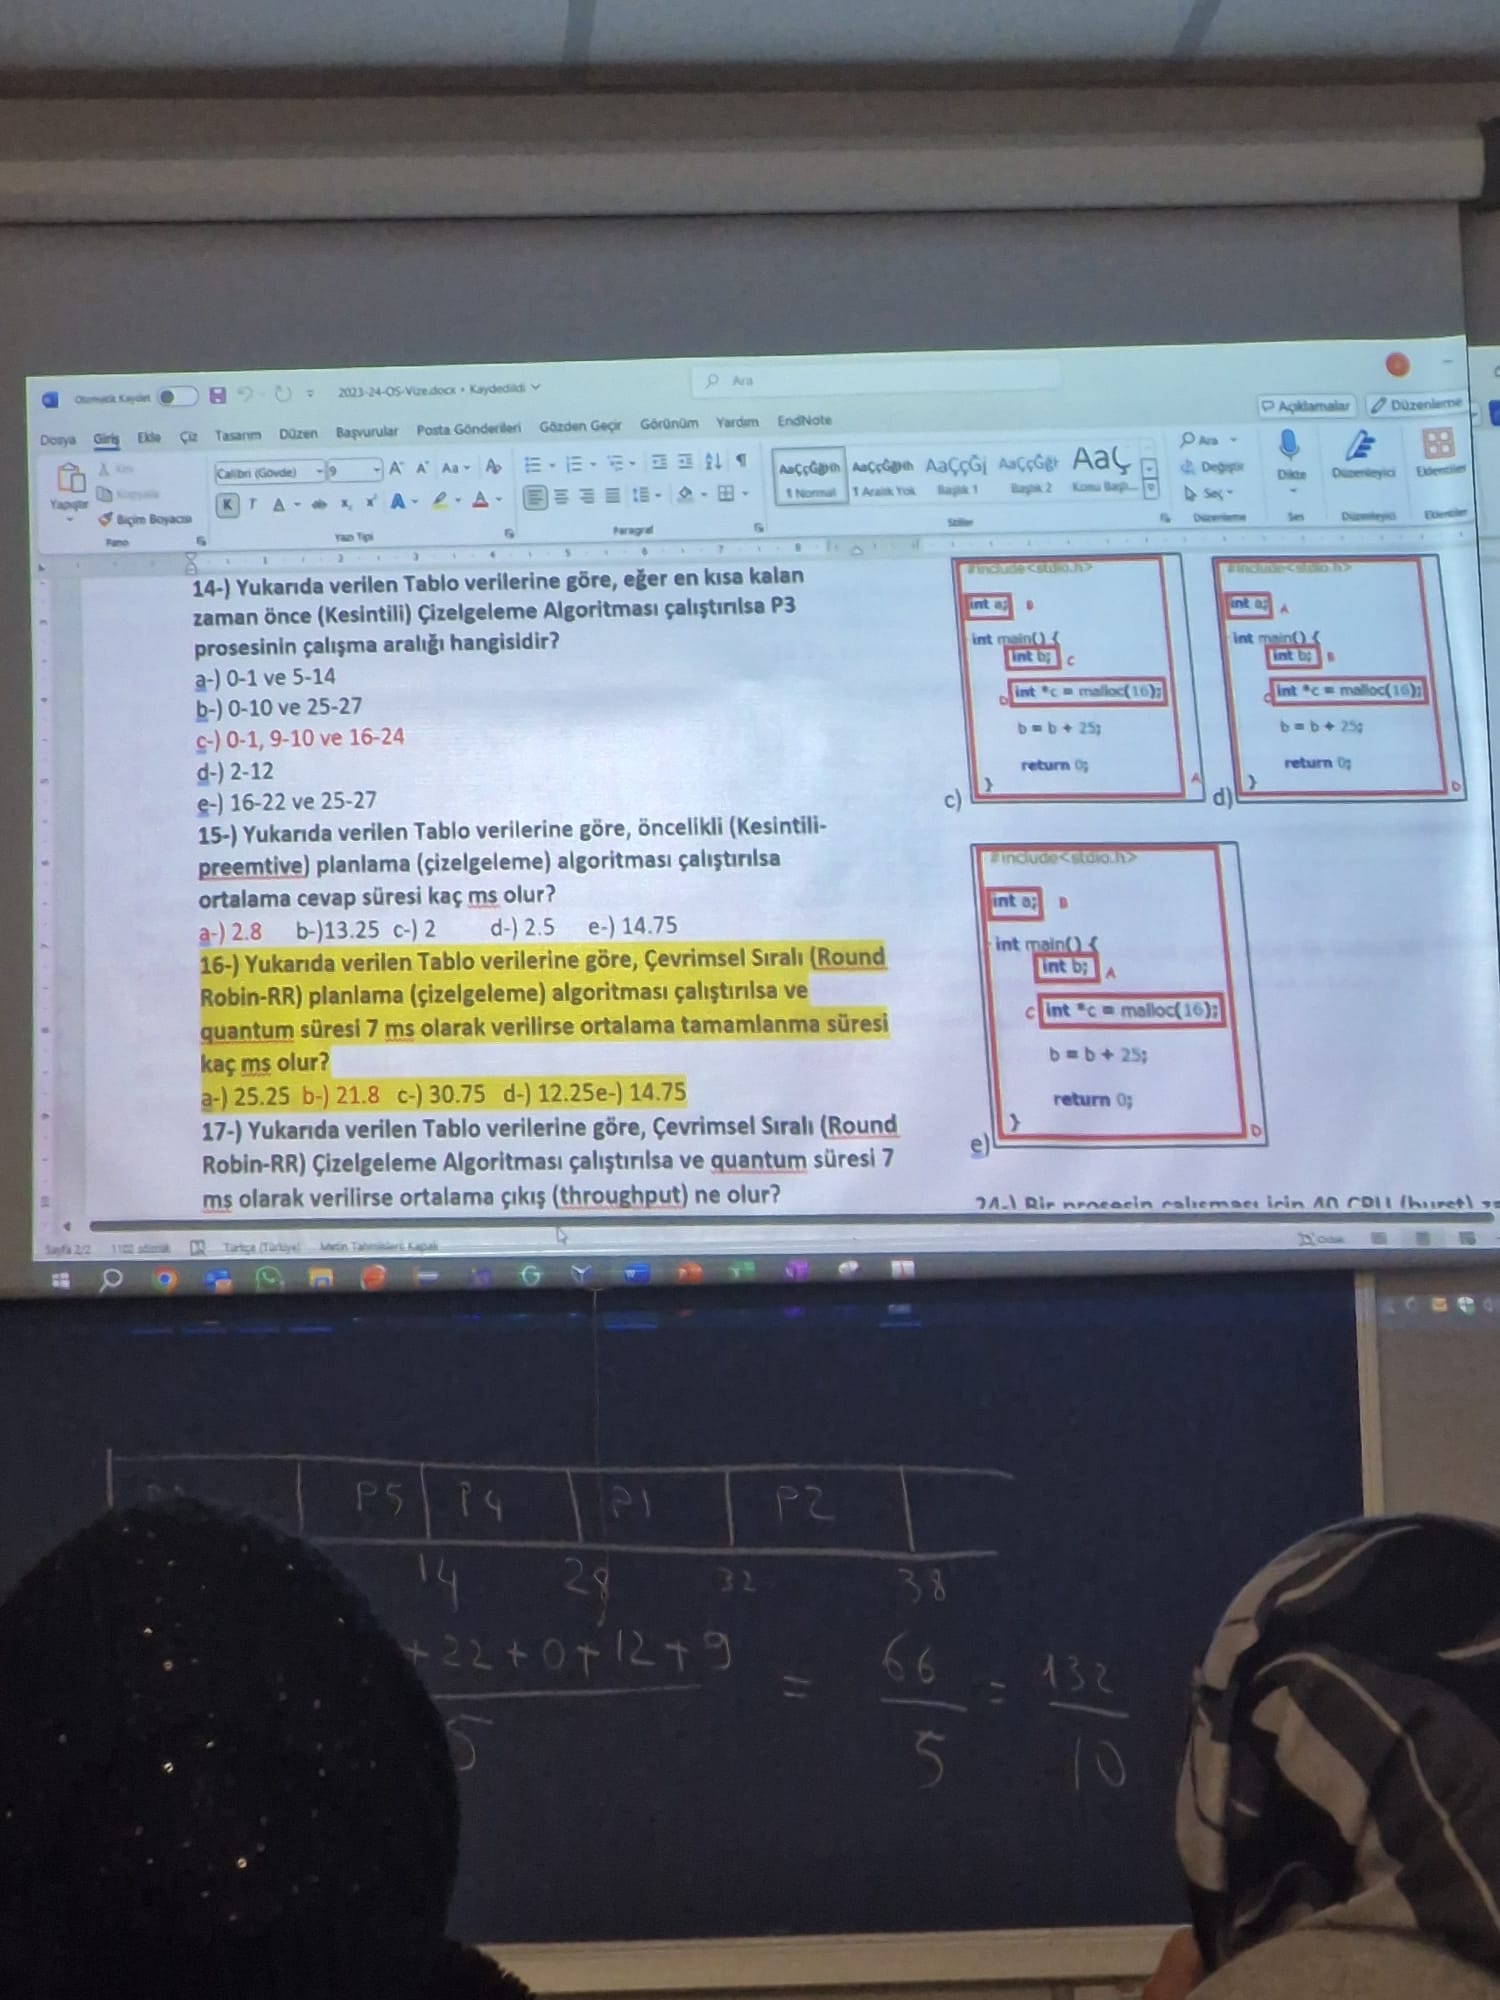 Otomatik Kaydet
2023-24-OS-Vize.docx • Kaydedildi
Ara
Dosya Giriş Ekle Çiz Tasarım Düzen Başvurular Posta Gönderileri Gözden Geçir Görünüm Yardım EndNote
Açıklamalar Düzenleme
Yapıştır
Kes
Kopyala
Biçim Boyacısı
Pano
Calibri (Gövde) 9
Yazı Tipi
Paragraf
1 Normal 1 Aralık Yok Başlık 1 Başlık 2 Konu Başl...
Stiller
Ara
Değiştir
Seç
Düzenleme
Dikte
Ses
Düzenleyici
Düzenleyici
Eklentiler
Eklentiler
14-) Yukarıda verilen Tablo verilerine göre, eğer en kısa kalan
zaman önce (Kesintili) Çizelgeleme Algoritması çalıştırılsa P3
prosesinin çalışma aralığı hangisidir?
a-) 0-1 ve 5-14
b-) 0-10 ve 25-27
c-) 0-1, 9-10 ve 16-24
d-) 2-12
e-) 16-22 ve 25-27
15-) Yukarıda verilen Tablo verilerine göre, öncelikli (Kesintili-
preemtive) planlama (çizelgeleme) algoritması çalıştırılsa
ortalama cevap süresi kaç ms olur?
a-) 2.8 b-)13.25 c-) 2 d-) 2.5 e-) 14.75
16-) Yukarıda verilen Tablo verilerine göre, Çevrimsel Sıralı (Round
Robin-RR) planlama (çizelgeleme) algoritması çalıştırılsa ve
quantum süresi 7 ms olarak verilirse ortalama tamamlanma süresi
kaç ms olur?
a-) 25.25 b-) 21.8 c-) 30.75 d-) 12.25e-) 14.75
17-) Yukarıda verilen Tablo verilerine göre, Çevrimsel Sıralı (Round
Robin-RR) Çizelgeleme Algoritması çalıştırılsa ve quantum süresi 7
ms olarak verilirse ortalama çıkış (throughput) ne olur?
#include<stdio.h>
int a; B
int main() {
int b; C
D int *c = malloc(16);
b = b + 25;
return 0;
}
A
c)
#include<stdio.h>
int a; A
int main() {
int b; B
C int *c = malloc(16);
b = b + 25;
return 0;
}
D
d)
#include<stdio.h>
int a; B
int main() {
int b; A
C int *c = malloc(16);
b = b + 25;
return 0;
}
D
e)
24-) Bir prosesin çalışması için 40 CPU (burst)
Sayfa 2/2 1102 sözcük Türkçe (Türkiye) Metin Tahminleri: Kapalı
Odak
P5 P4 P1 P2
14 28 32 38
+22+0+12+9 = 66 = 132
5 5 10